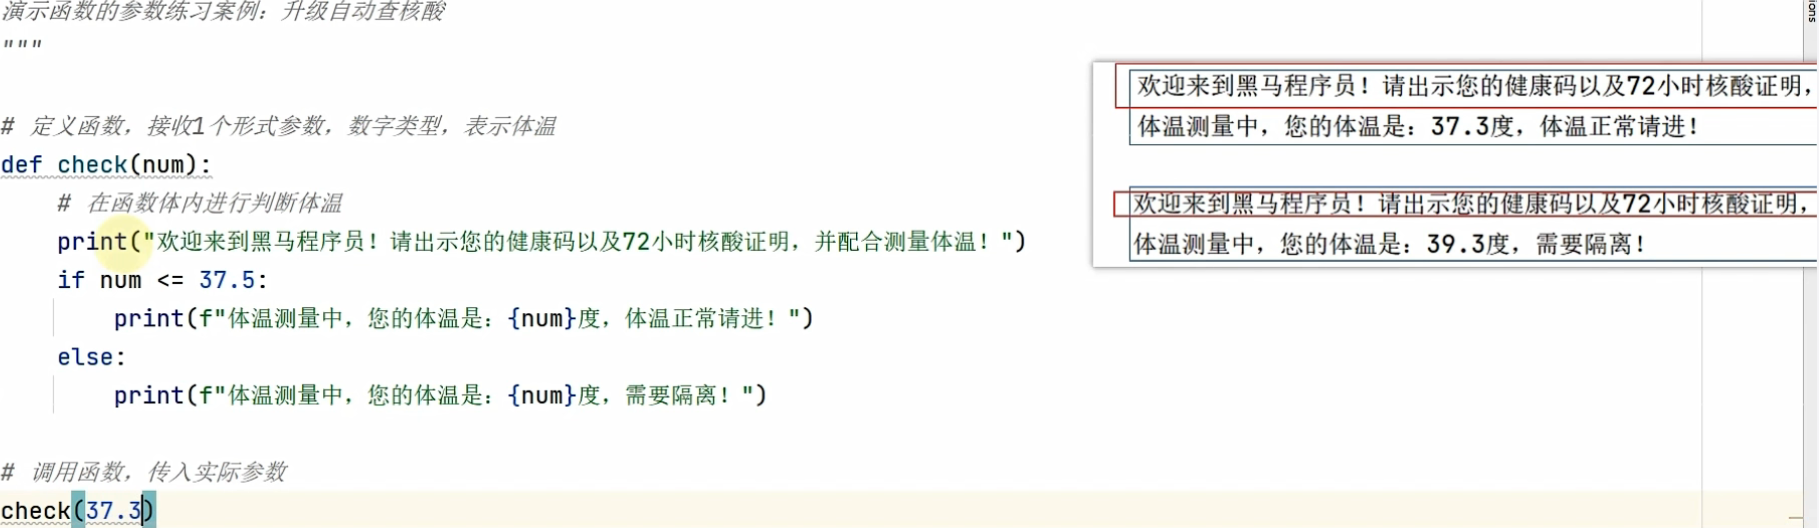 演示函数的参数练习案例：升级自动查核酸
"""
# 定义函数，接收1个形式参数，数字类型，表示体温
def check(num):
    # 在函数体内进行判断体温
    print("欢迎来到黑马程序员！请出示您的健康码以及72小时核酸证明，并配合测量体温！")
    if num <= 37.5:
        print(f"体温测量中，您的体温是：{num}度，体温正常请进！")
    else:
        print(f"体温测量中，您的体温是：{num}度，需要隔离！")
# 调用函数，传入实际参数
check(37.3)
欢迎来到黑马程序员！请出示您的健康码以及72小时核酸证明，
体温测量中，您的体温是：37.3度，体温正常请进！
欢迎来到黑马程序员！请出示您的健康码以及72小时核酸证明，
体温测量中，您的体温是：39.3度，需要隔离！
ions